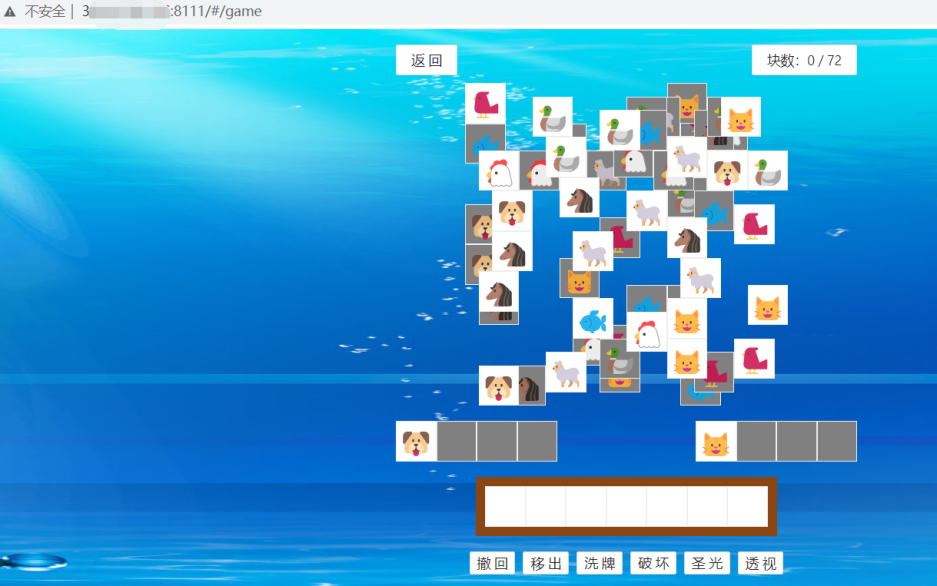 不安全 | 3 :8111/#/game
返 回
块数：0 / 72
撤 回 移 出 洗 牌 破 坏 圣 光 透 视